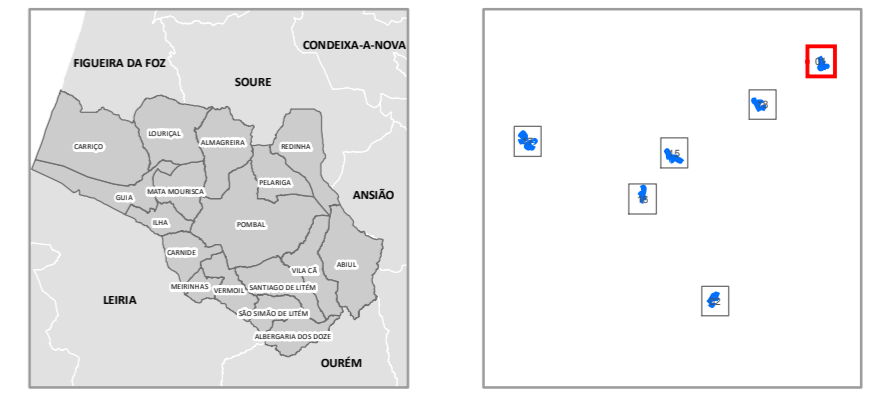 CONDEIXA-A-NOVA
FIGUEIRA DA FOZ
SOURE
LOURIÇAL
ALMAGREIRA
CARRIÇO
REDINHA
PELARIGA
MATA MOURISCA
ANSIÃO
GUIA
ILHA
POMBAL
CARNIDE
ABIUL
VILA CÃ
MEIRINHAS
VERMOIL
SANTIAGO DE LITÉM
LEIRIA
SÃO SIMÃO DE LITÉM
ALBERGARIA DOS DOZE
OURÉM